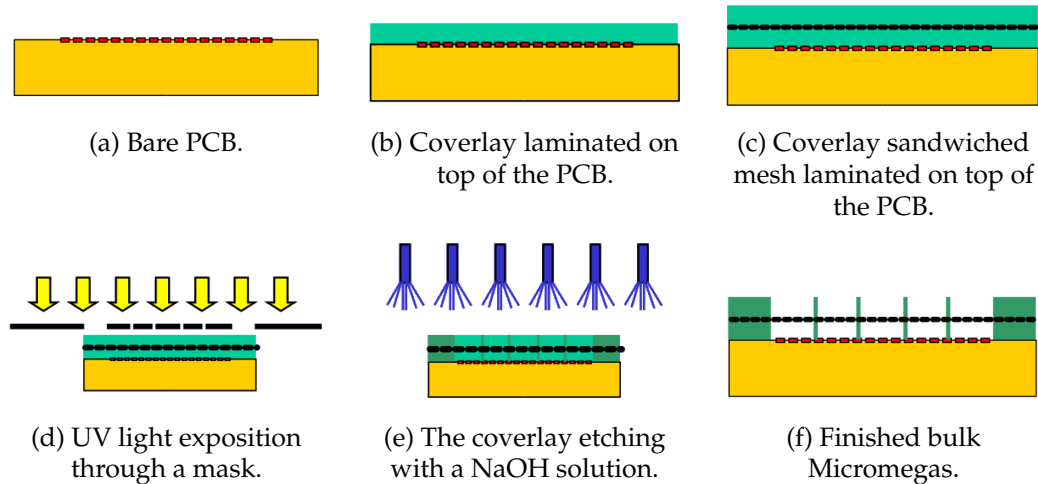 (a) Bare PCB.
(b) Coverlay laminated on
top of the PCB.
(c) Coverlay sandwiched
mesh laminated on top of
the PCB.
(d) UV light exposition
through a mask.
(e) The coverlay etching
with a NaOH solution.
(f) Finished bulk
Micromegas.